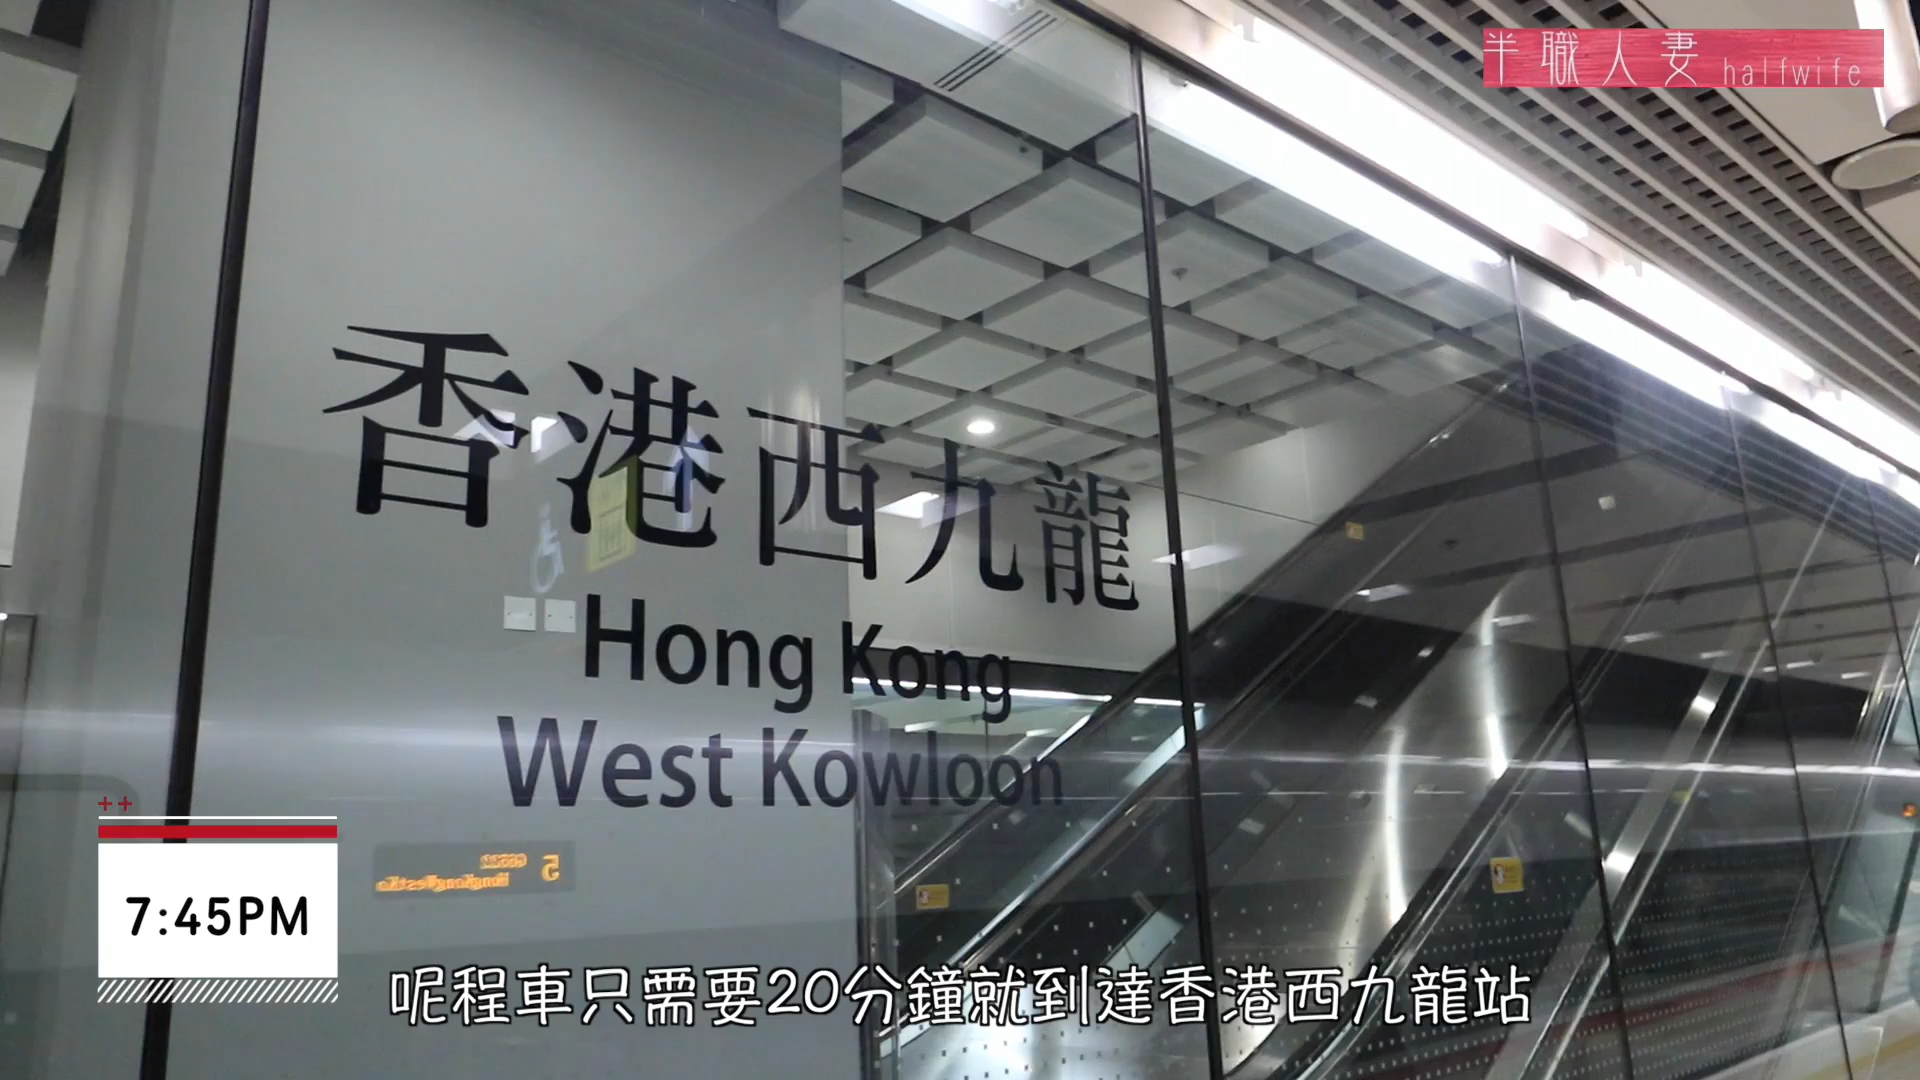 半職人妻 halfwife
香港西九龍
Hong Kong
West Kowloon
5
7:45PM
呢程車只需要20分鐘就到達香港西九龍站